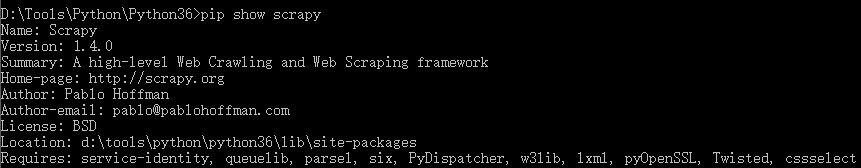 D:\Tools\Python\Python36>pip show scrapy
Name: Scrapy
Version: 1.4.0
Summary: A high-level Web Crawling and Web Scraping framework
Home-page: http://scrapy.org
Author: Pablo Hoffman
Author-email: pablo@pablohoffman.com
License: BSD
Location: d:\tools\python\python36\lib\site-packages
Requires: service-identity, queuelib, parsel, six, PyDispatcher, w3lib, lxml, pyOpenSSL, Twisted, cssselect